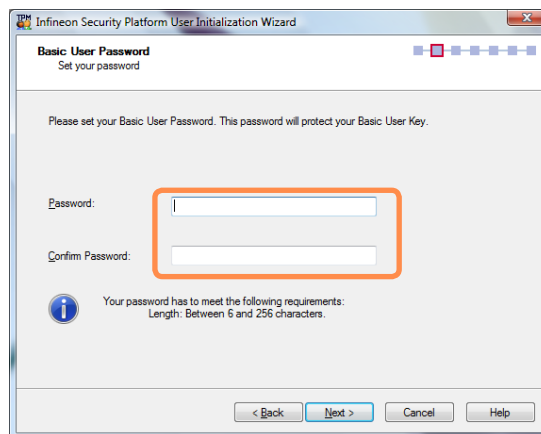 TPM Infineon Security Platform User Initialization Wizard
Basic User Password
Set your password
Please set your Basic User Password. This password will protect your Basic User Key.
Password:
Confirm Password:
Your password has to meet the following requirements:
Length: Between 6 and 256 characters.
< Back Next > Cancel Help